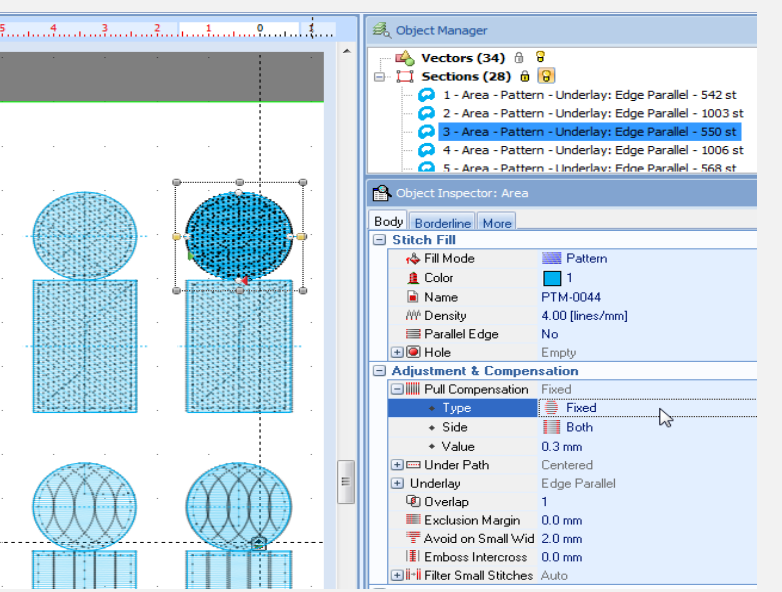 5 4 3 2 1 0 1
Object Manager
Vectors (34)
Sections (28)
1 - Area - Pattern - Underlay: Edge Parallel - 542 st
2 - Area - Pattern - Underlay: Edge Parallel - 1003 st
3 - Area - Pattern - Underlay: Edge Parallel - 550 st
4 - Area - Pattern - Underlay: Edge Parallel - 1006 st
5 - Area - Pattern - Underlay: Edge Parallel - 568 st
Object Inspector: Area
Body Borderline More
Stitch Fill
Fill Mode Pattern
Color 1
Name PTM-0044
Density 4.00 [lines/mm]
Parallel Edge No
Hole Empty
Adjustment & Compensation
Pull Compensation Fixed
Type Fixed
Side Both
Value 0.3 mm
Under Path Centered
Underlay Edge Parallel
Overlap 1
Exclusion Margin 0.0 mm
Avoid on Small Wid 2.0 mm
Emboss Intercross 0.0 mm
Filter Small Stitches Auto